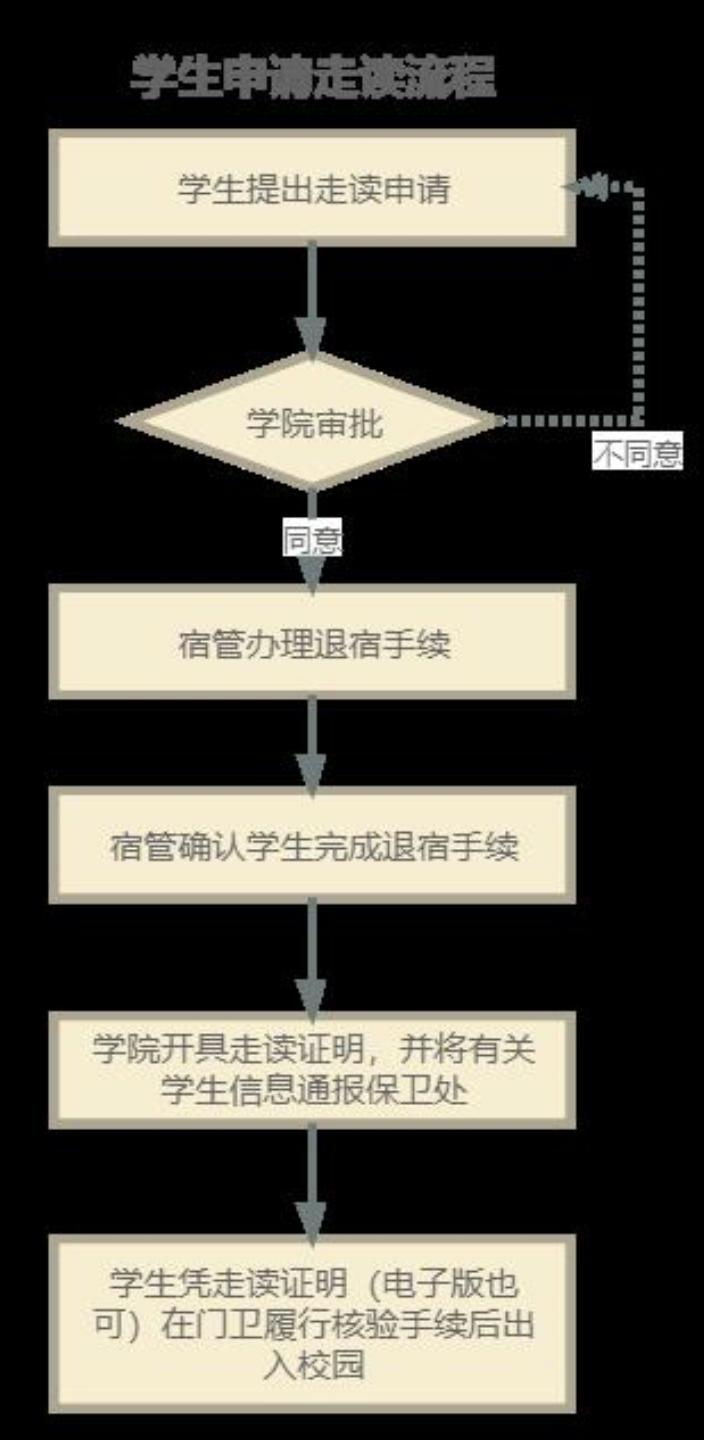 学生申请走读流程
学生提出走读申请
学院审批
不同意
同意
宿管办理退宿手续
宿管确认学生完成退宿手续
学院开具走读证明，并将有关
学生信息通报保卫处
学生凭走读证明（电子版也
可）在门卫履行核验手续后出
入校园